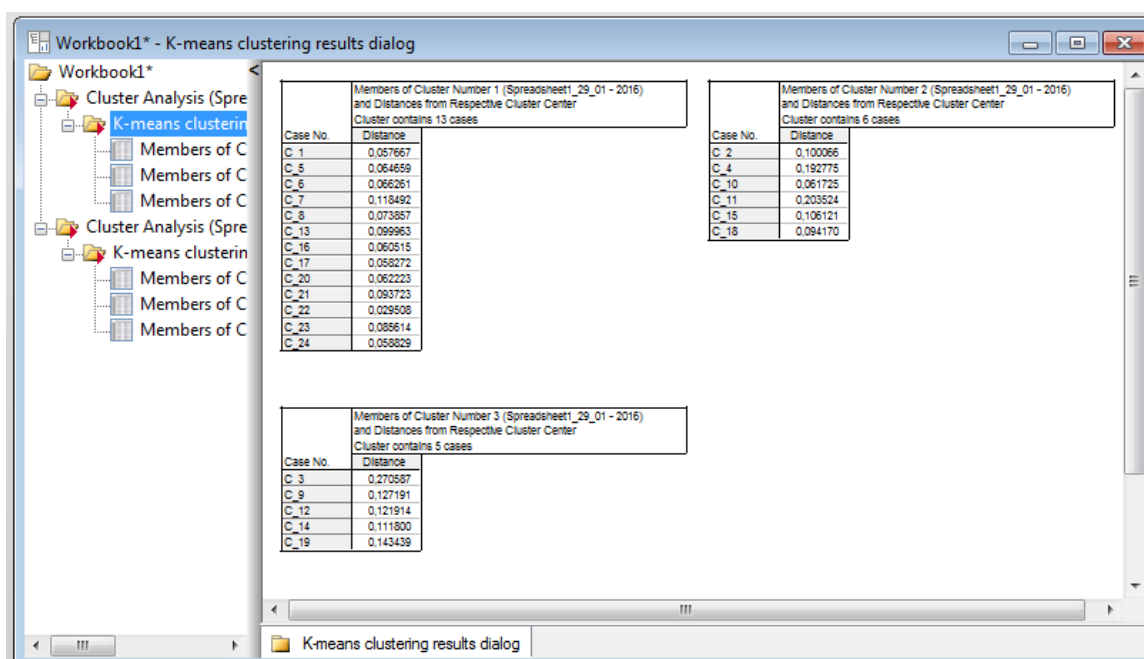 Workbook1* - K-means clustering results dialog
Workbook1*
Cluster Analysis (Spre
K-means clusterin
Members of C
Members of C
Members of C
Cluster Analysis (Spre
K-means clusterin
Members of C
Members of C
Members of C
Members of Cluster Number 1 (Spreadsheet1_29_01 - 2016)
and Distances from Respective Cluster Center
Cluster contains 13 cases
Case No. Distance
C_1 0,057667
C_5 0,064659
C_6 0,066261
C_7 0,118492
C_8 0,073857
C_13 0,099963
C_16 0,060515
C_17 0,058272
C_20 0,062223
C_21 0,093723
C_22 0,029508
C_23 0,085614
C_24 0,058829
Members of Cluster Number 2 (Spreadsheet1_29_01 - 2016)
and Distances from Respective Cluster Center
Cluster contains 6 cases
Case No. Distance
C_2 0,100066
C_4 0,192775
C_10 0,061725
C_11 0,203524
C_15 0,106121
C_18 0,094170
Members of Cluster Number 3 (Spreadsheet1_29_01 - 2016)
and Distances from Respective Cluster Center
Cluster contains 5 cases
Case No. Distance
C_3 0,270587
C_9 0,127191
C_12 0,121914
C_14 0,111800
C_19 0,143439
K-means clustering results dialog